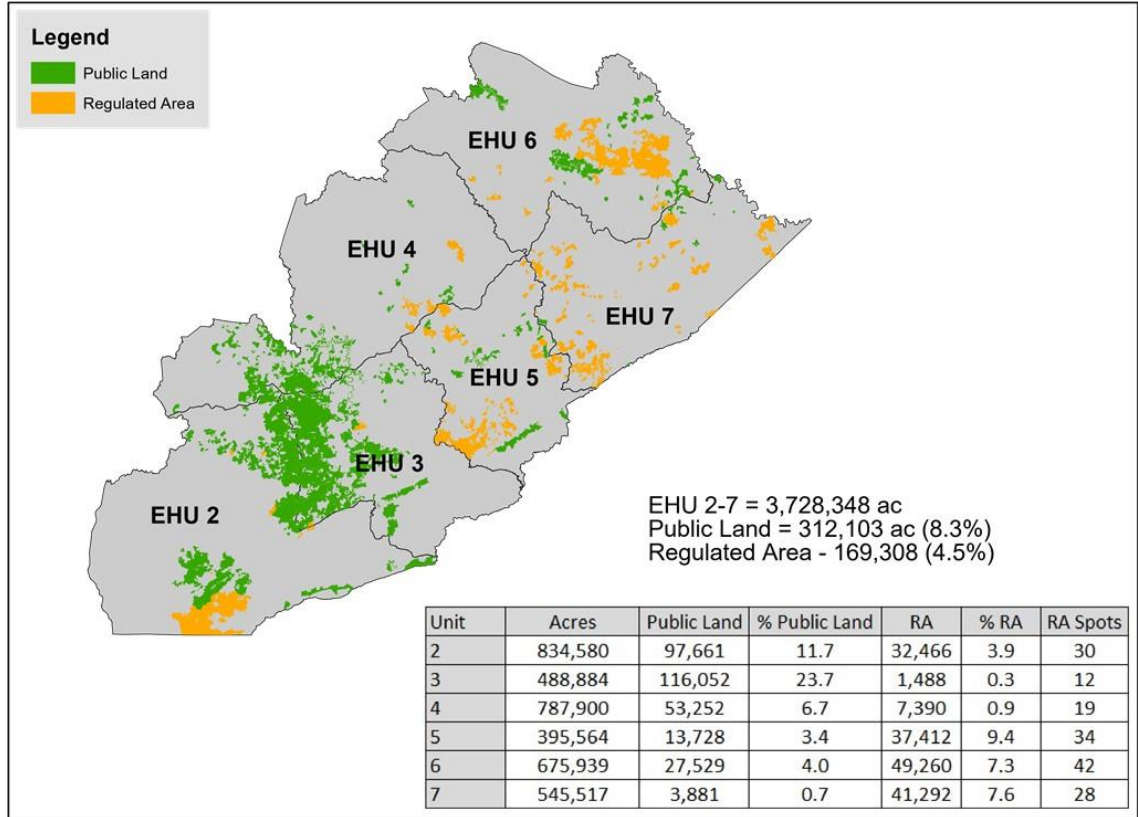 Legend
Public Land
Regulated Area
EHU 6
EHU 4
EHU 7
EHU 5
EHU 3
EHU 2
EHU 2-7 = 3,728,348 ac
Public Land = 312,103 ac (8.3%)
Regulated Area - 169,308 (4.5%)
Unit Acres Public Land % Public Land RA % RA RA Spots
2 834,580 97,661 11.7 32,466 3.9 30
3 488,884 116,052 23.7 1,488 0.3 12
4 787,900 53,252 6.7 7,390 0.9 19
5 395,564 13,728 3.4 37,412 9.4 34
6 675,939 27,529 4.0 49,260 7.3 42
7 545,517 3,881 0.7 41,292 7.6 28